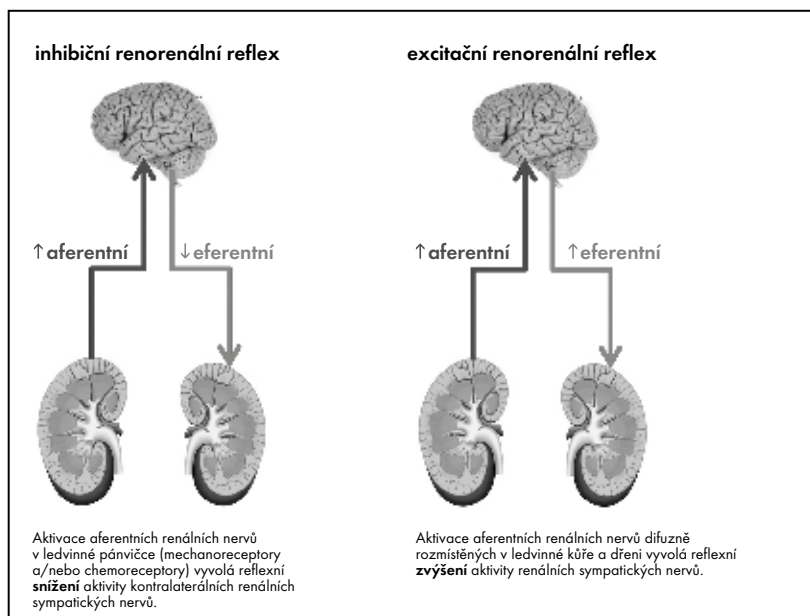 inhibiční renorenální reflex
↑ aferentní
↓ eferentní
Aktivace aferentních renálních nervů
v ledvinné pánvičce (mechanoreceptory
a/nebo chemoreceptory) vyvolá reflexní
snížení aktivity kontralaterálních renálních
sympatických nervů.
excitační renorenální reflex
↑ aferentní
↑ eferentní
Aktivace aferentních renálních nervů difuzně
rozmístěných v ledvinné kůře a dřeni vyvolá reflexní
zvýšení aktivity renálních sympatických nervů.